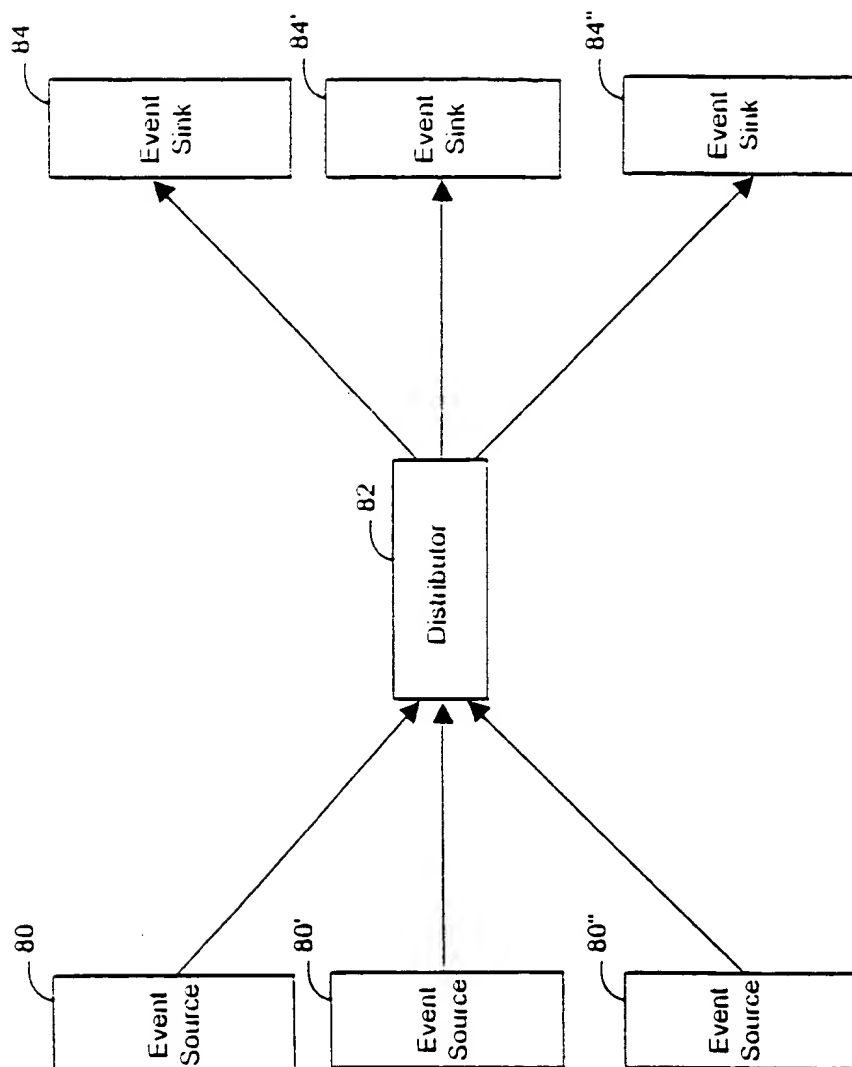 84
Event
Sink
84'
Event
Sink
84"
Event
Sink
82
Distributor
80
Event
Source
80'
Event
Source
80"
Event
Source